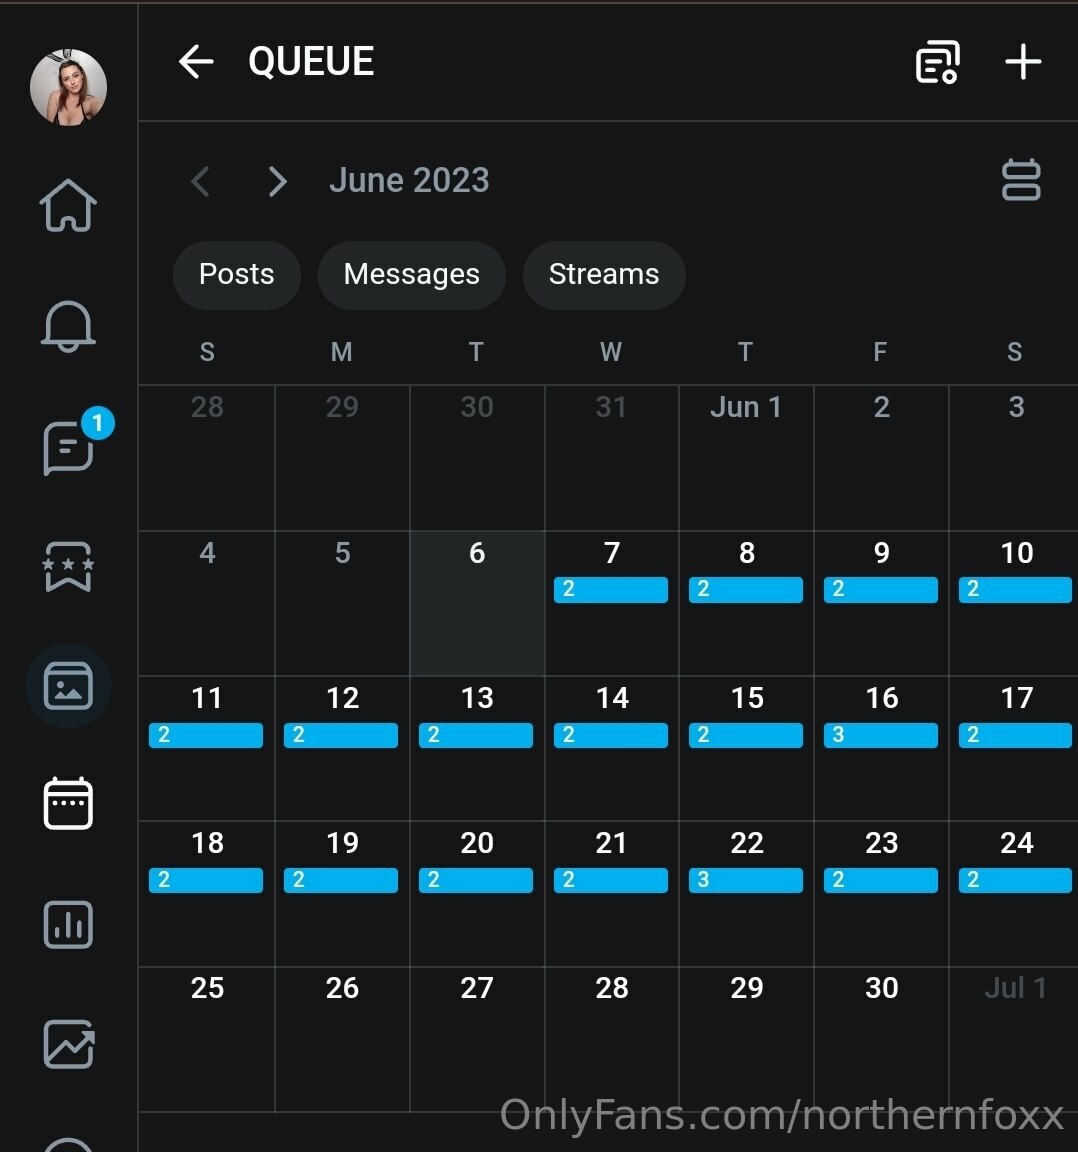 QUEUE
June 2023
Posts Messages Streams
S M T W T F S
28 29 30 31 Jun 1 2 3
1
4 5 6 7 8 9 10
2 2 2 2
11 12 13 14 15 16 17
2 2 2 2 2 3 2
18 19 20 21 22 23 24
2 2 2 2 3 2 2
25 26 27 28 29 30 Jul 1
OnlyFans.com/northernfoxx